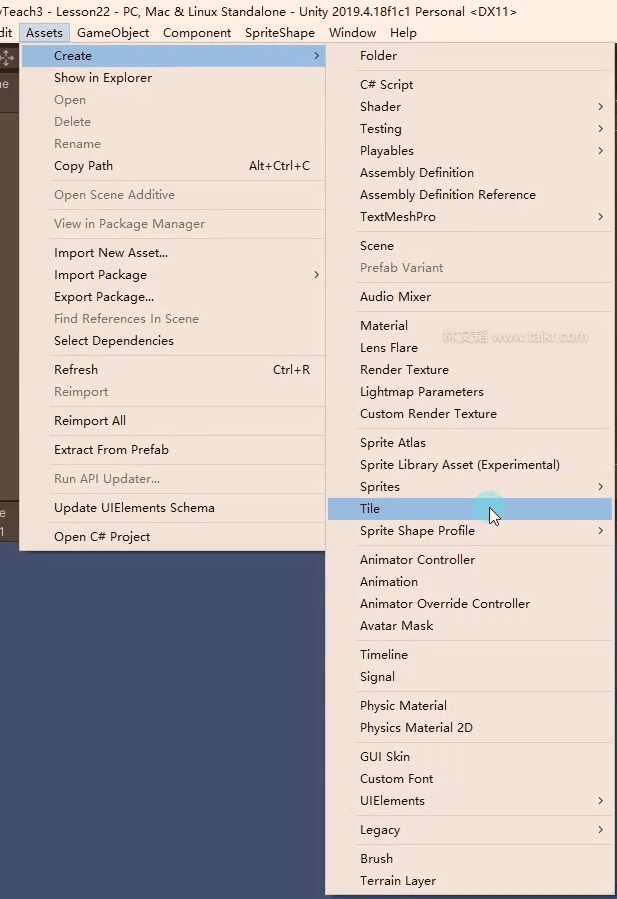 yTeach3 - Lesson22 - PC, Mac & Linux Standalone - Unity 2019.4.18f1c1 Personal <DX11>
dit Assets GameObject Component SpriteShape Window Help
Create
Show in Explorer
Open
Delete
Rename
Copy Path Alt+Ctrl+C
Open Scene Additive
View in Package Manager
Import New Asset...
Import Package
Export Package...
Find References In Scene
Select Dependencies
Refresh Ctrl+R
Reimport
Reimport All
Extract From Prefab
Run API Updater...
Update UIElements Schema
Open C# Project
Folder
C# Script
Shader
Testing
Playables
Assembly Definition
Assembly Definition Reference
TextMeshPro
Scene
Prefab Variant
Audio Mixer
Material
Lens Flare
Render Texture
Lightmap Parameters
Custom Render Texture
Sprite Atlas
Sprite Library Asset (Experimental)
Sprites
Tile
Sprite Shape Profile
Animator Controller
Animation
Animator Override Controller
Avatar Mask
Timeline
Signal
Physic Material
Physics Material 2D
GUI Skin
Custom Font
UIElements
Legacy
Brush
Terrain Layer
www.taikr.com